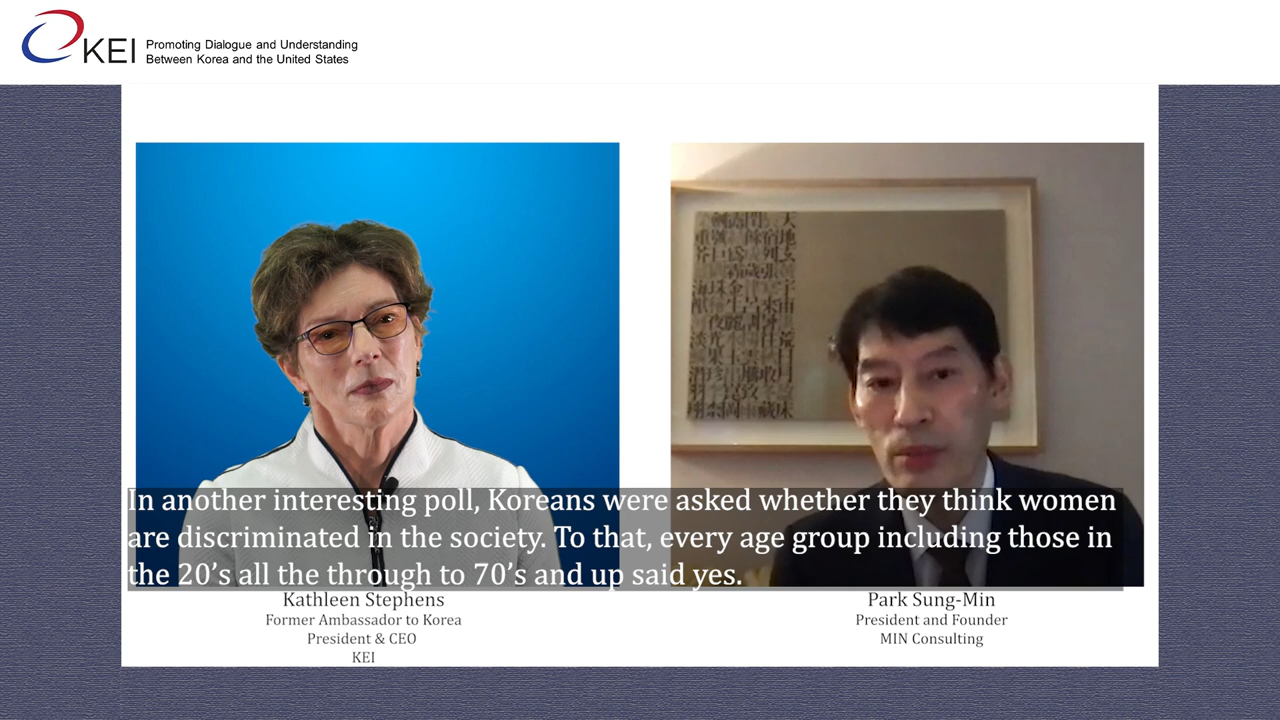 KEI
Promoting Dialogue and Understanding
Between Korea and the United States
天地玄
In another interesting poll, Koreans were asked whether they think women
are discriminated in the society. To that, every age group including those in
the 20's all the through to 70's and up said yes.
Kathleen Stephens
Former Ambassador to Korea
President & CEO
KEI
Park Sung-Min
President and Founder
MIN Consulting